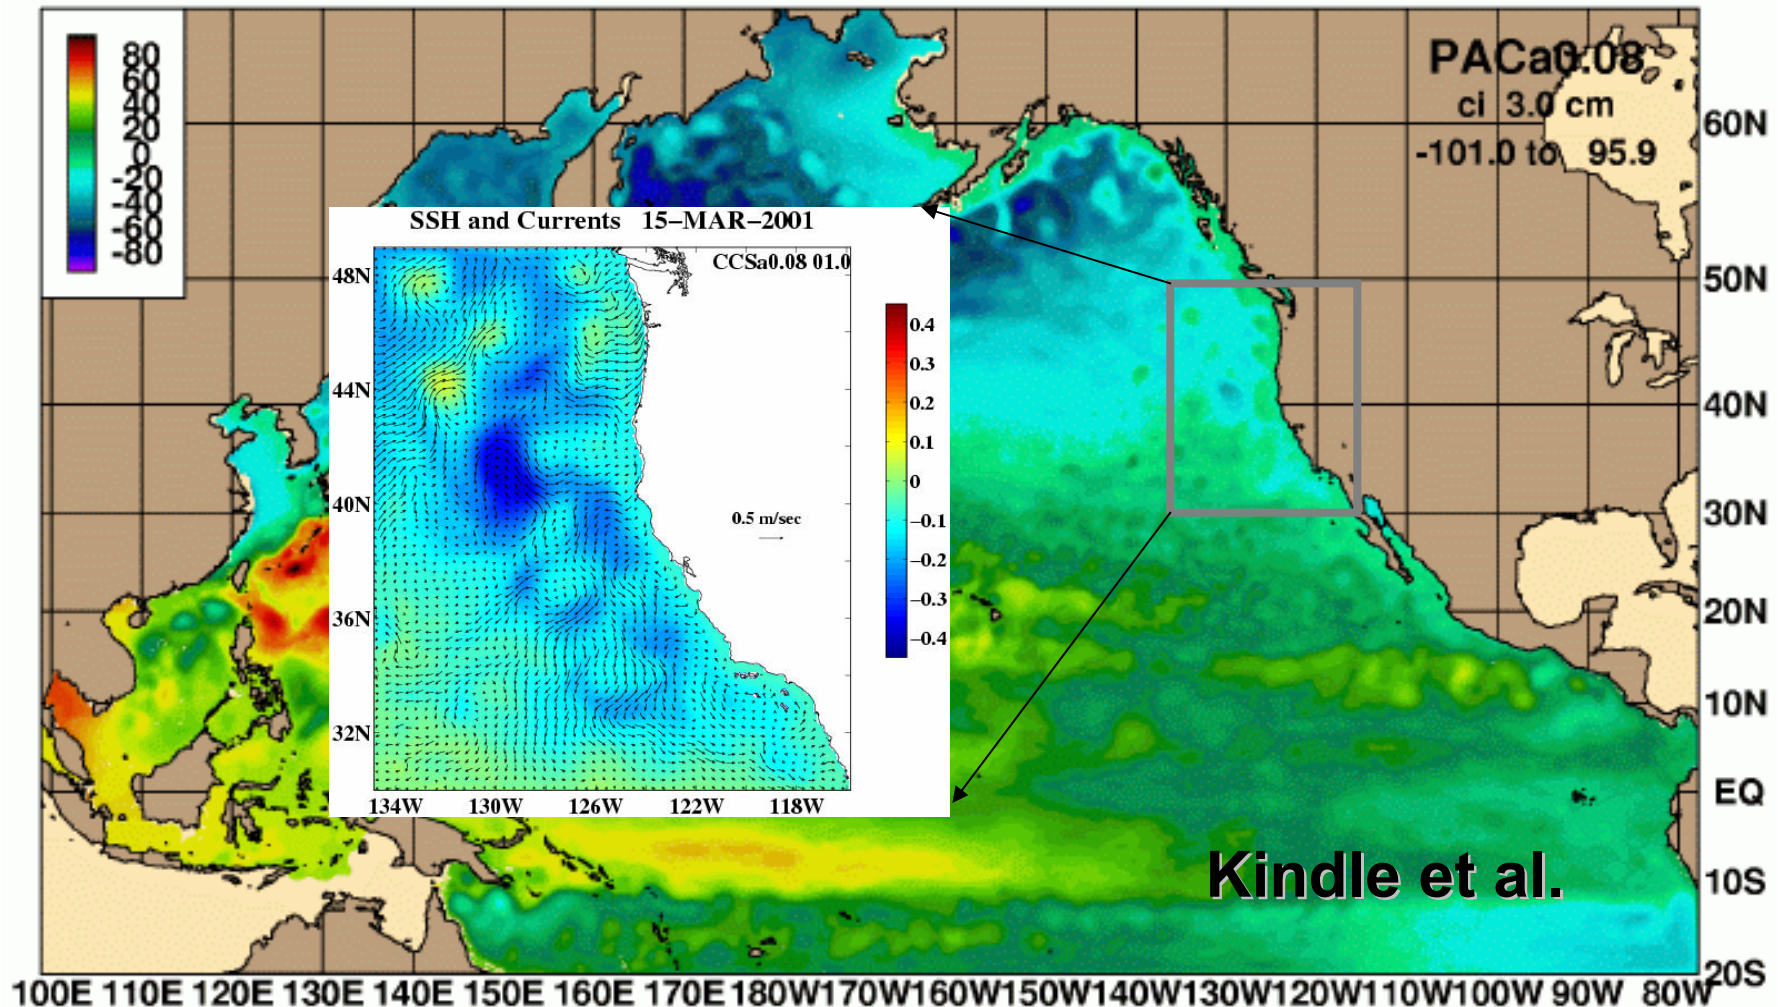 80
60
40
20
0
-20
-40
-60
-80
PACa0.08
ci 3.0 cm
-101.0 to 95.9
60N
50N
40N
30N
20N
10N
EQ
10S
20S
SSH and Currents 15-MAR-2001
CCSa0.08 01.0
48N
44N
40N
36N
32N
134W 130W 126W 122W 118W
0.5 m/sec
0.4
0.3
0.2
0.1
0
-0.1
-0.2
-0.3
-0.4
Kindle et al.
100E 110E 120E 130E 140E 150E 160E 170E 180W 170W 160W 150W 140W 130W 120W 110W 100W 90W 80W